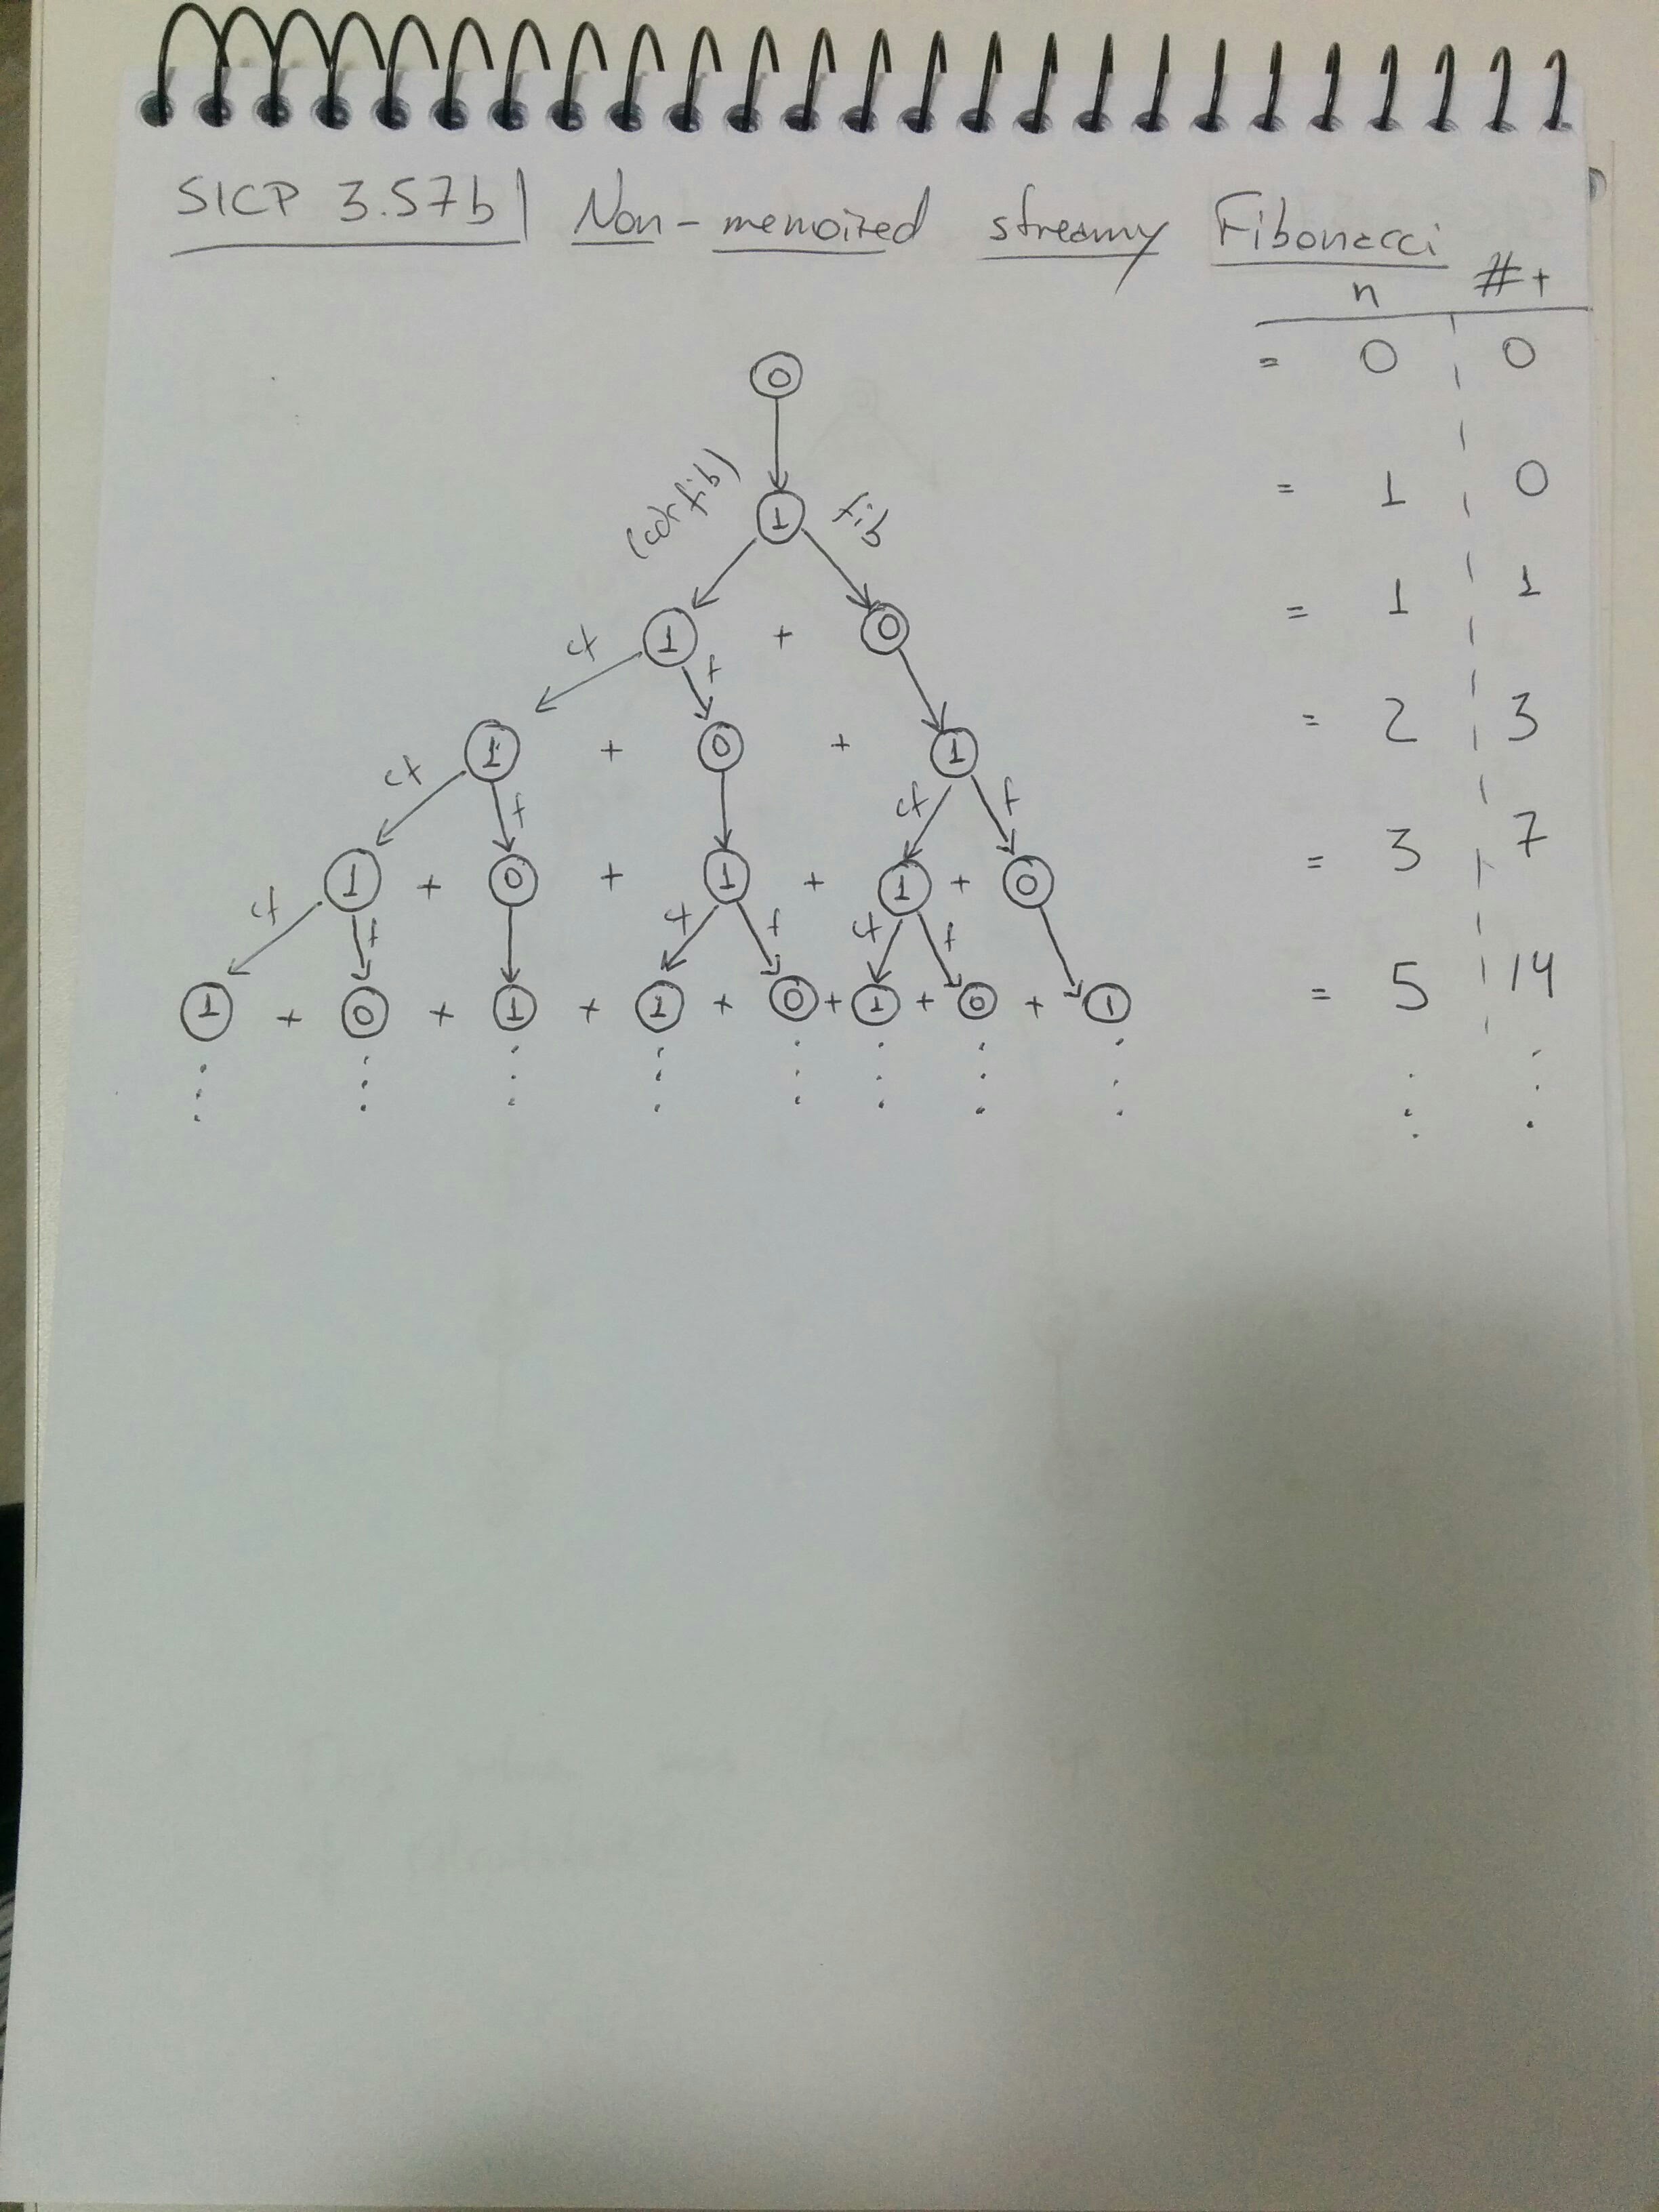 SICP 3.57b | Non-memoized streamy Fibonacci
n #+
0 = 0 0
(cdr fib) 1 fib = 1 0
1 + 0 = 1 1
cf f
1 + 0 + 1 = 2 3
cf f cf f
1 + 0 + 1 + 1 + 0 = 3 7
cf f cf f cf f
1 + 0 + 1 + 1 + 0 + 1 + 0 + 1 = 5 14